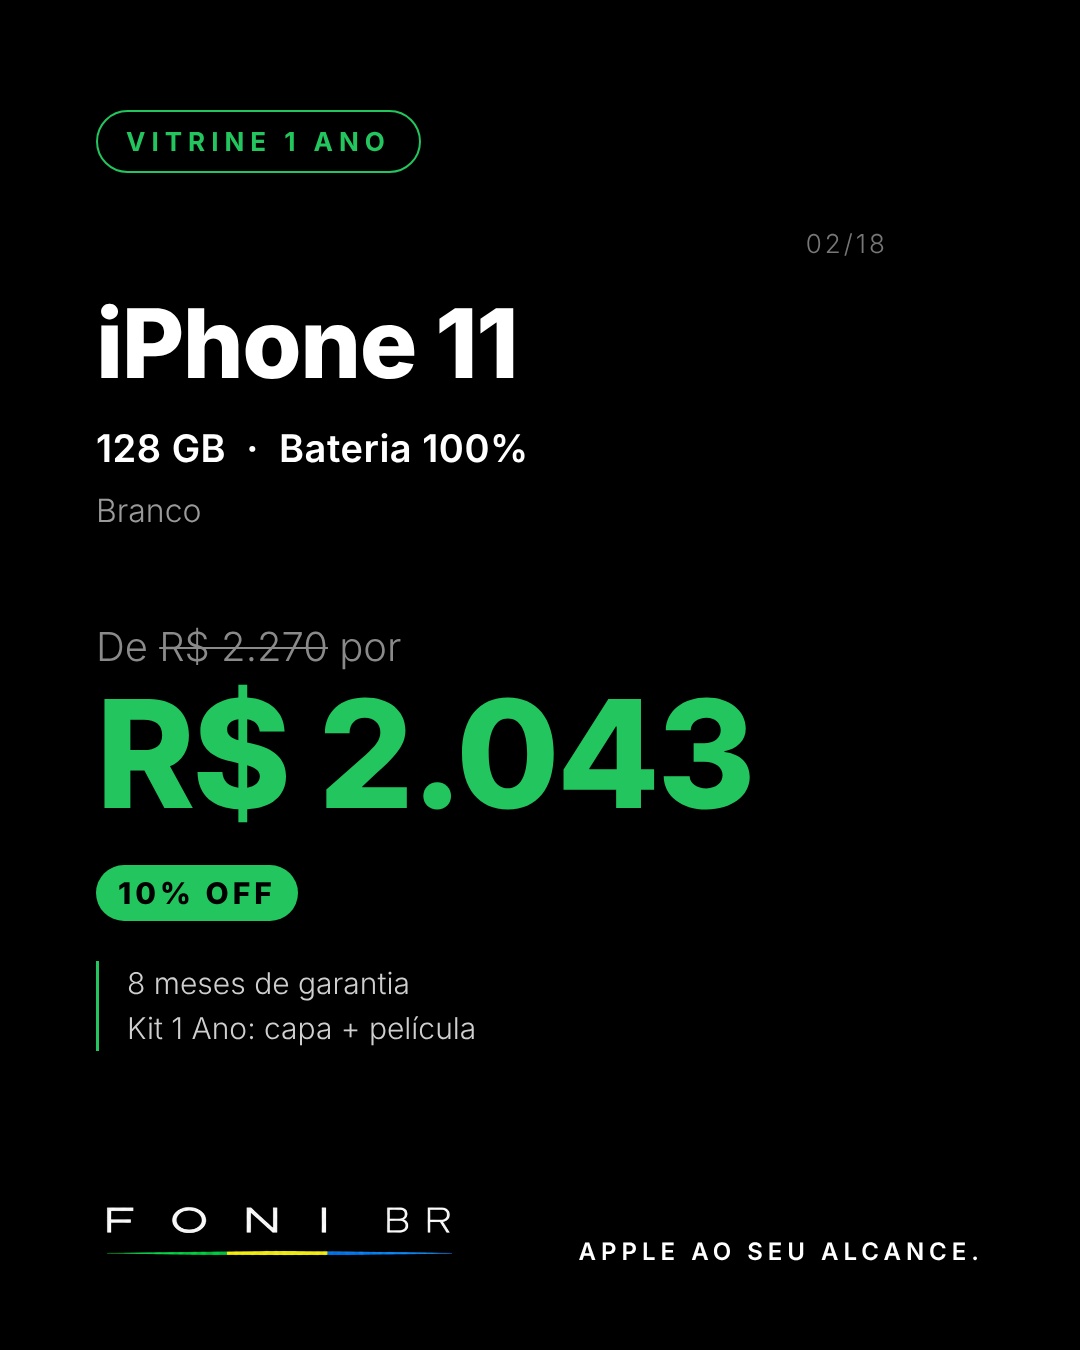 VITRINE 1 ANO
02/18
iPhone 11
128 GB · Bateria 100%
Branco
De R$ 2.270 por
R$ 2.043
10% OFF
8 meses de garantia
Kit 1 Ano: capa + película
FONI BR
APPLE AO SEU ALCANCE.